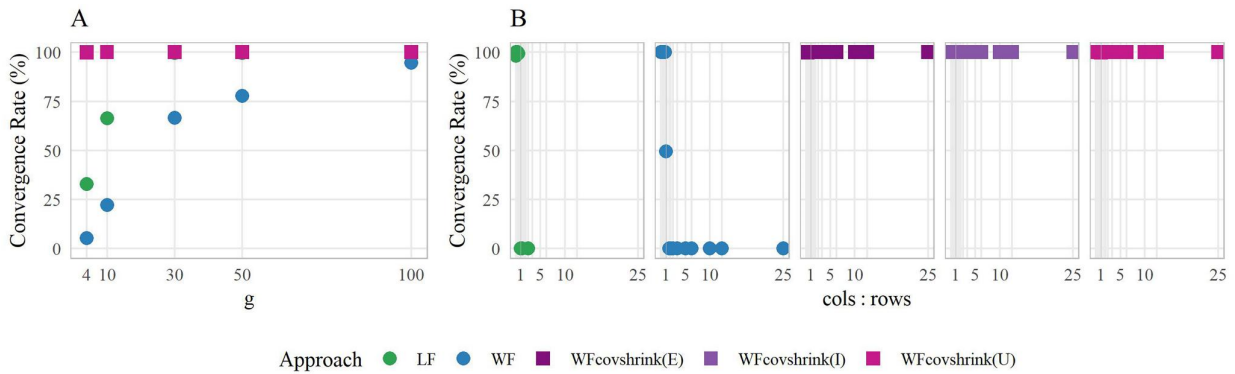 A
B
Convergence Rate (%)
100
75
50
25
0
4 10 30 50 100
g
Convergence Rate (%)
100
75
50
25
0
1 5 10 25
1 5 10 25
1 5 10 25
1 5 10 25
1 5 10 25
cols : rows
Approach LF WF WFcovshrink(E) WFcovshrink(I) WFcovshrink(U)